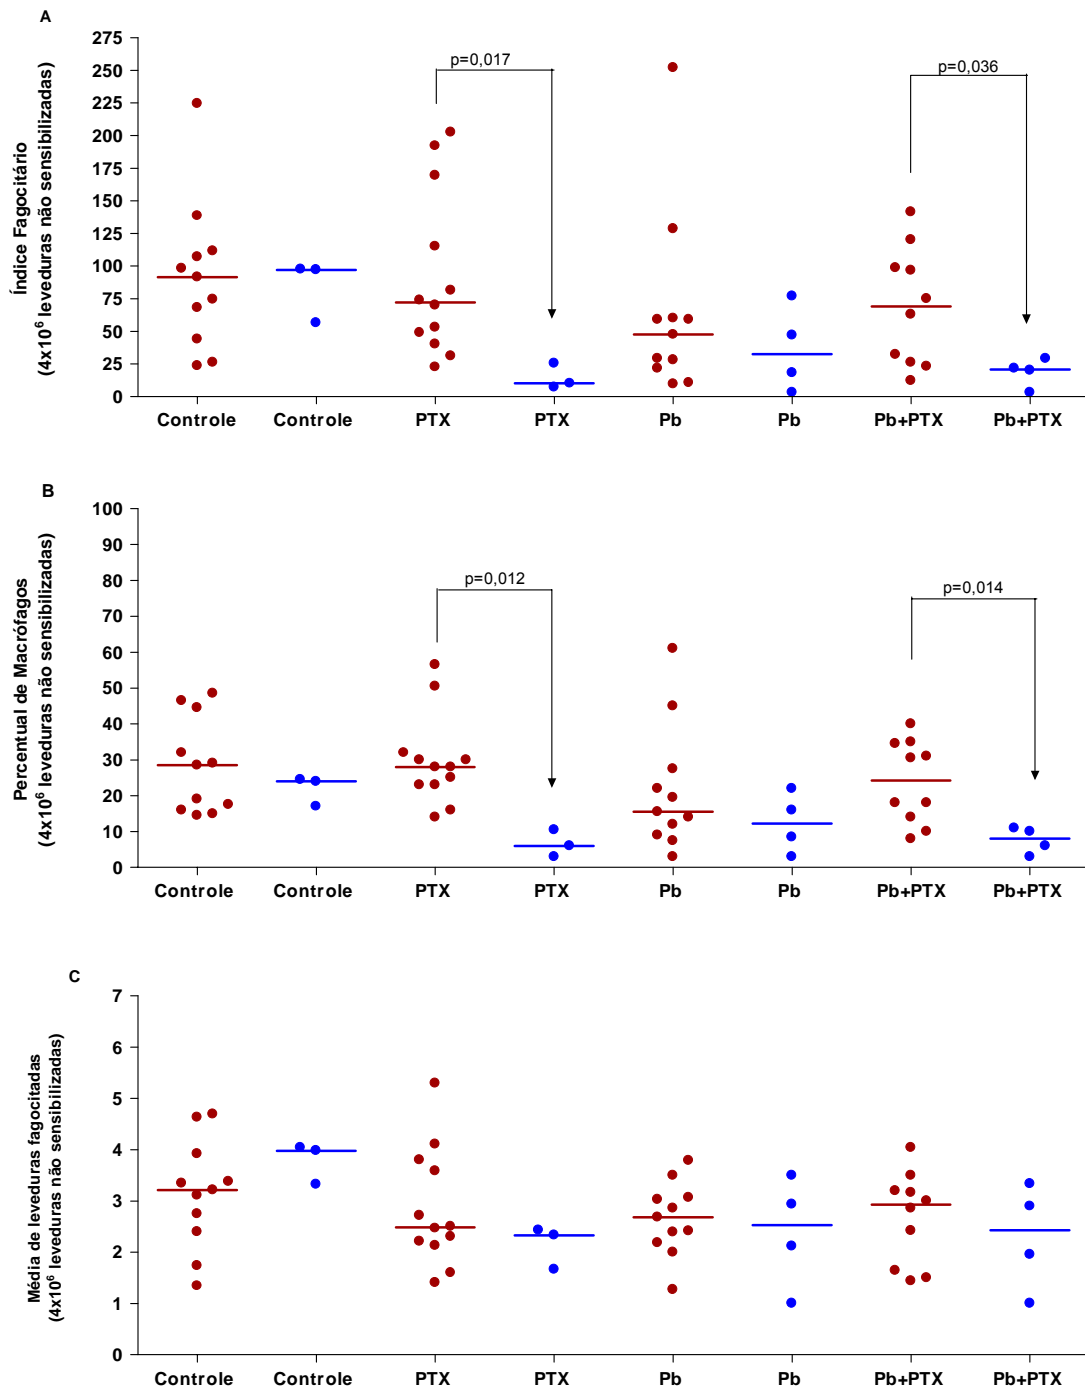 A
Índice Fagocitário
(4x10⁶ leveduras não sensibilizadas)
275
250
225
200
175
150
125
100
75
50
25
0
p=0,017
p=0,036
Controle Controle PTX PTX Pb Pb Pb+PTX Pb+PTX
B
Percentual de Macrófagos
(4x10⁶ leveduras não sensibilizadas)
100
90
80
70
60
50
40
30
20
10
0
p=0,012
p=0,014
Controle Controle PTX PTX Pb Pb Pb+PTX Pb+PTX
C
Média de leveduras fagocitadas
(4x10⁶ leveduras não sensibilizadas)
7
6
5
4
3
2
1
0
Controle Controle PTX PTX Pb Pb Pb+PTX Pb+PTX